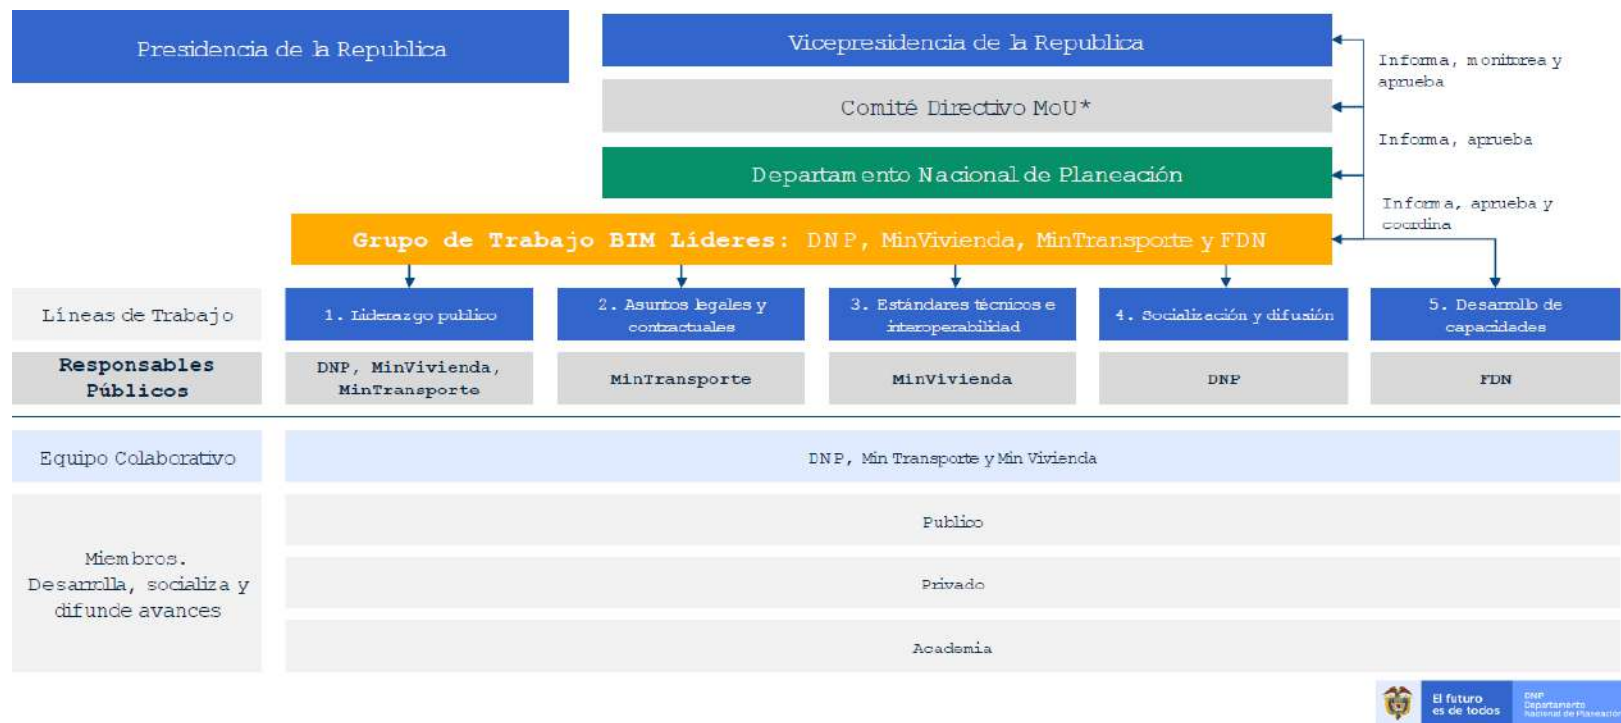 Presidencia de la Republica
Vicepresidencia de la Republica
Informa, monitorea y
aprueba
Comité Directivo MoU*
Informa, aprueba
Departamento Nacional de Planeación
Informa, aprueba y
coordina
Grupo de Trabajo BIM Líderes: DNP, MinVivienda, MinTransporte y FDN
Líneas de Trabajo
1. Liderazgo publico
2. Asuntos legales y
contractuales
3. Estándares técnicos e
interoperabilidad
4. Socialización y difusión
5. Desarrollo de
capacidades
Responsables
Públicos
DNP, MinVivienda,
MinTransporte
MinTransporte
MinVivienda
DNP
FDN
Equipo Colaborativo
DNP, Min Transporte y Min Vivienda
Miembros.
Desarrolla, socializa y
difunde avances
Publico
Privado
Academia
El futuro
es de todos
DNP
Departamento
Nacional de Planeación